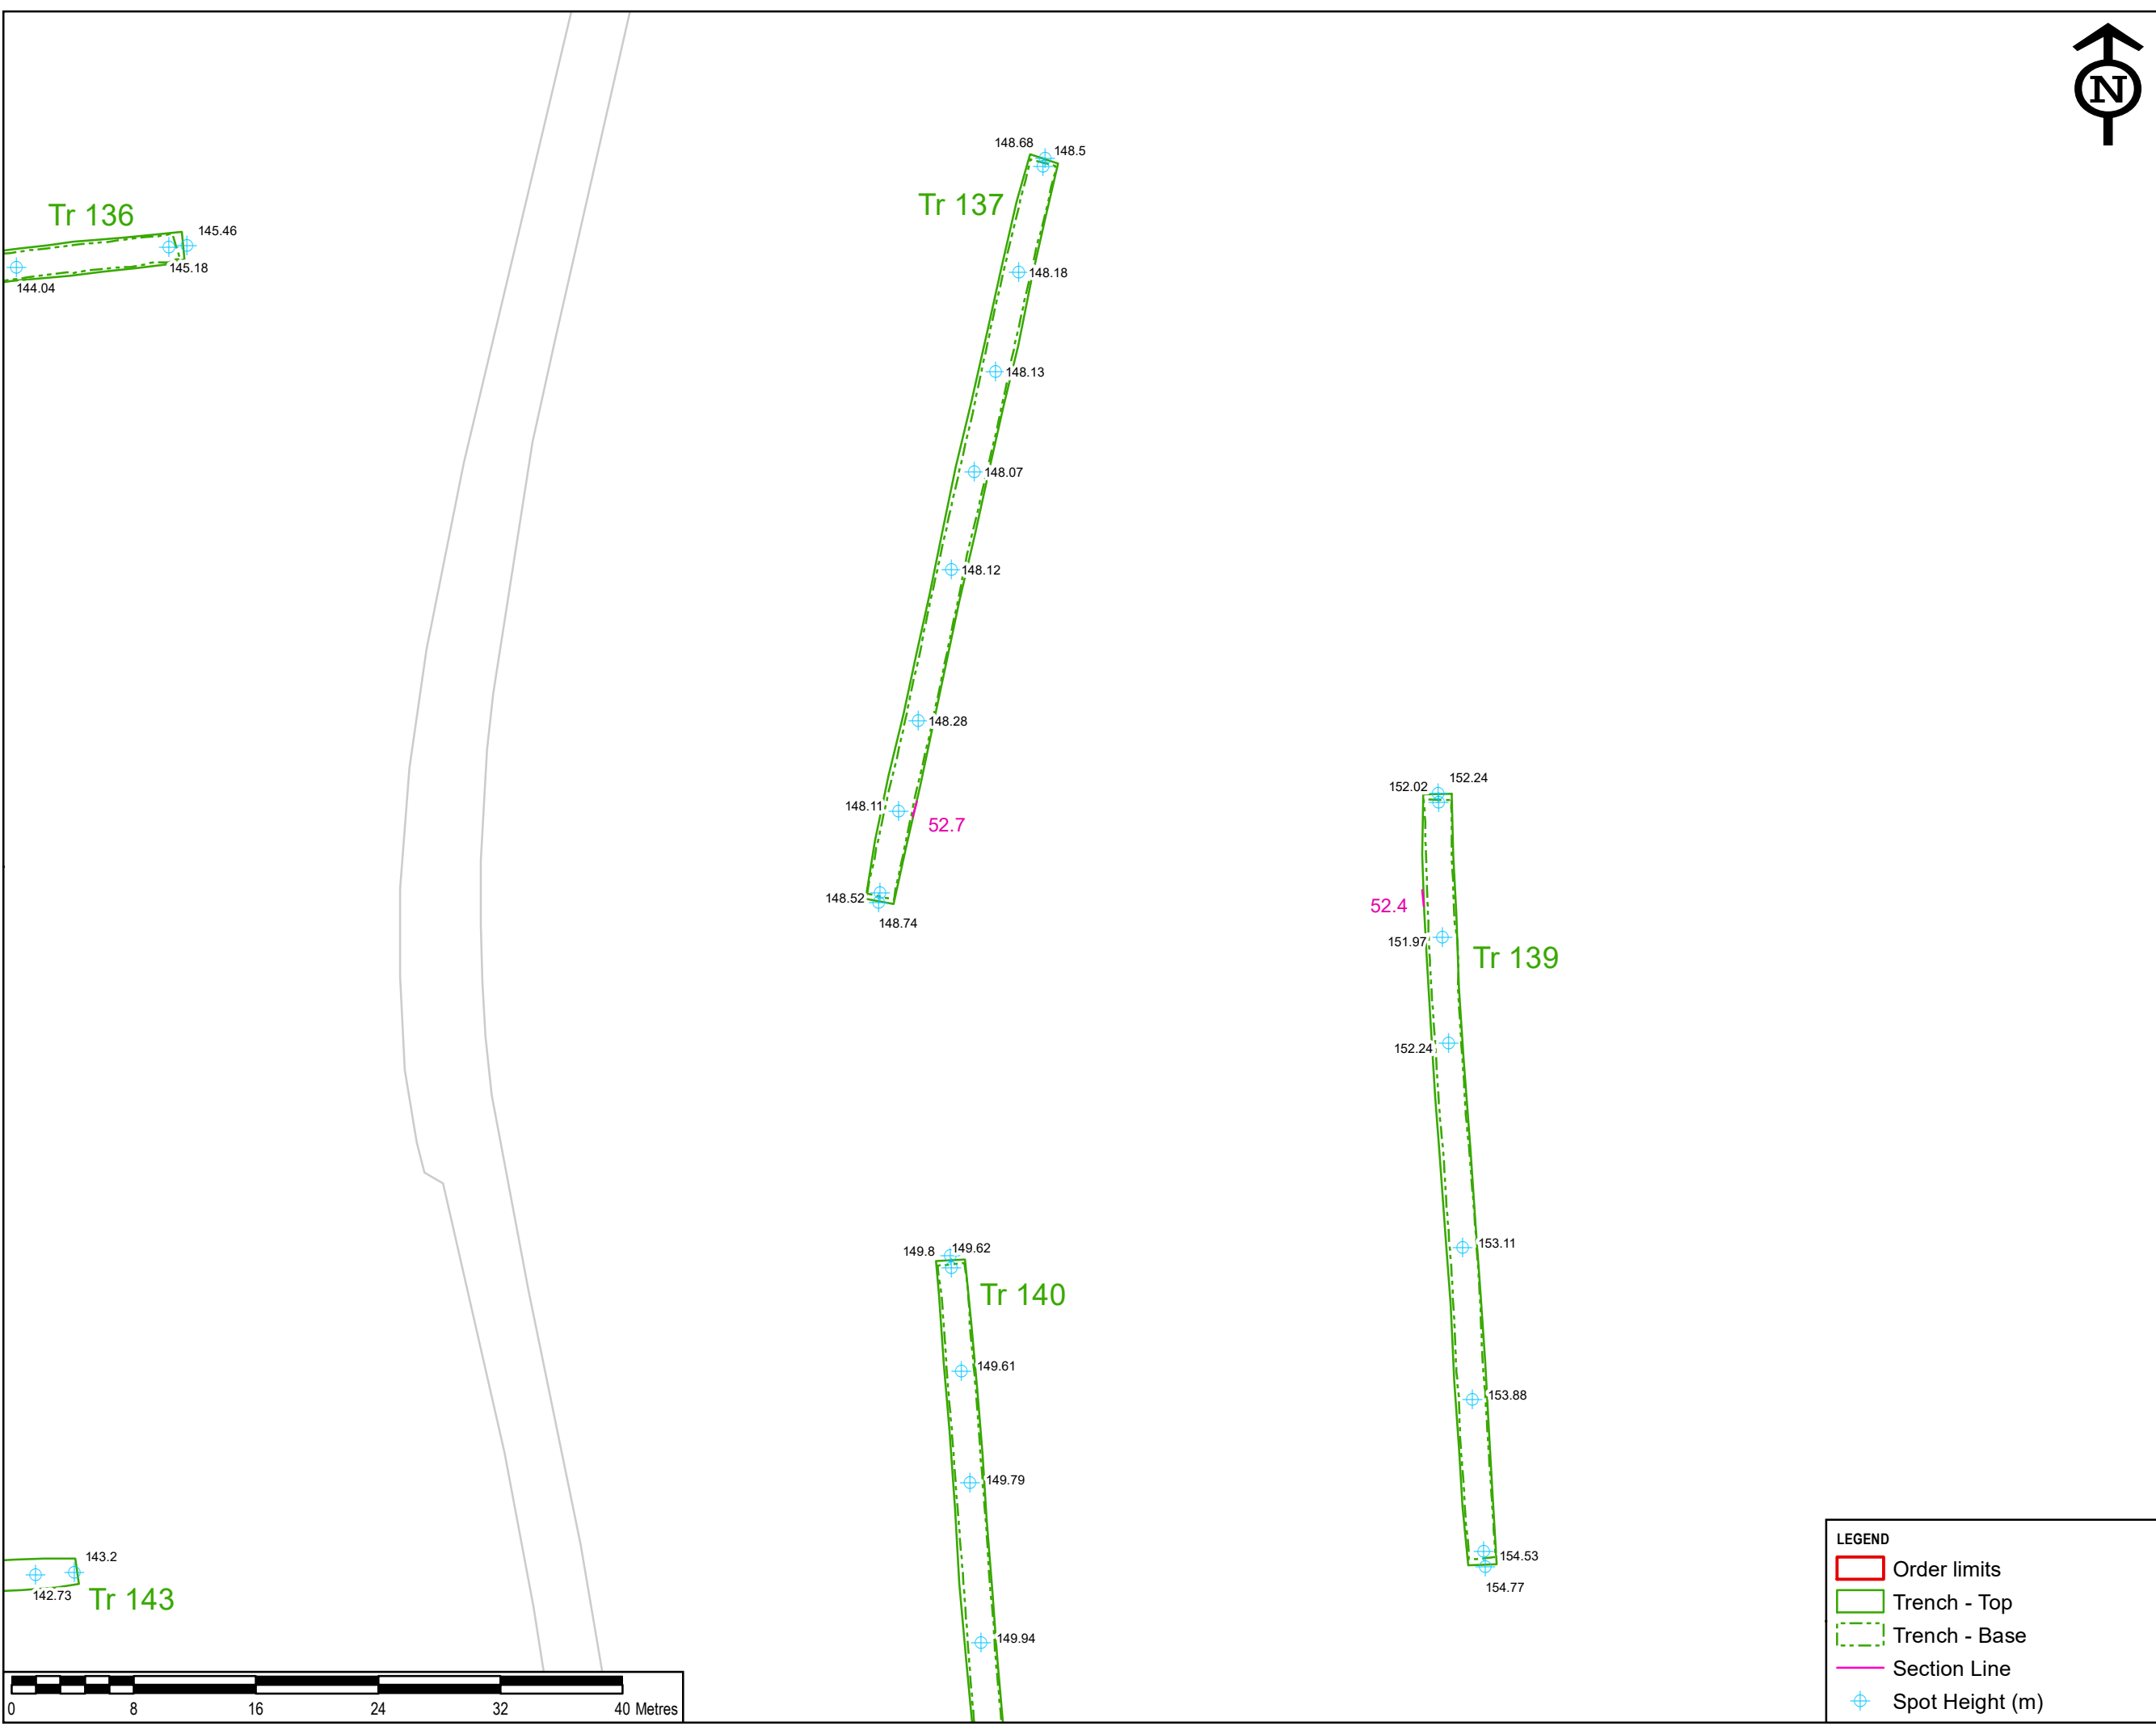 N
148.68
148.5
Tr 137
Tr 136
145.46
145.18
144.04
148.18
148.13
148.07
148.12
148.28
148.11
52.7
148.52
148.74
152.24
152.02
52.4
151.97
Tr 139
152.24
153.11
149.8
149.62
Tr 140
149.61
153.88
149.79
154.53
154.77
143.2
142.73
Tr 143
149.94
LEGEND
Order limits
Trench - Top
Trench - Base
Section Line
Spot Height (m)
0 8 16 24 32 40 Metres